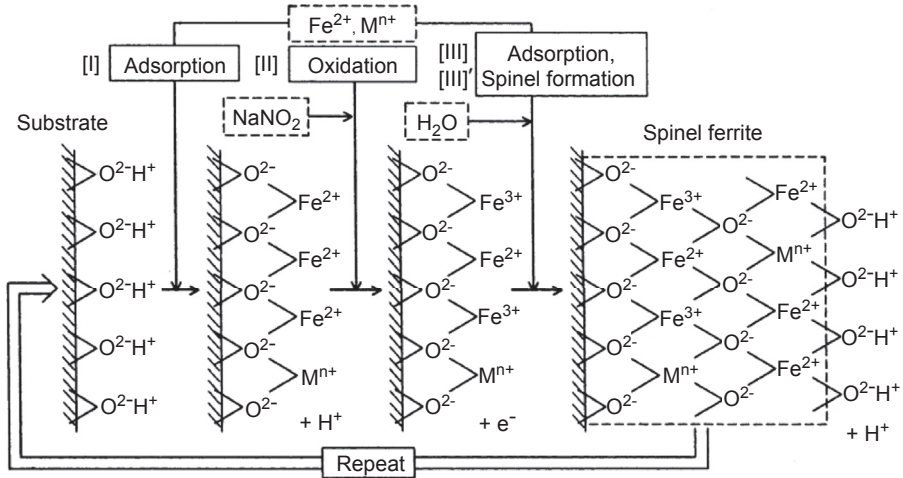 Fe²⁺, Mⁿ⁺
[I] Adsorption
[II] Oxidation
[III] Adsorption,
[III]′ Spinel formation
NaNO₂
H₂O
Substrate
Spinel ferrite
O²⁻H⁺
O²⁻H⁺
O²⁻H⁺
O²⁻H⁺
O²⁻H⁺
O²⁻
Fe²⁺
O²⁻
Fe²⁺
O²⁻
Fe²⁺
O²⁻
Mⁿ⁺
O²⁻
+ H⁺
O²⁻
Fe³⁺
O²⁻
Fe²⁺
O²⁻
Fe³⁺
O²⁻
Mⁿ⁺
O²⁻
+ e⁻
O²⁻
Fe³⁺
O²⁻
Fe²⁺
O²⁻
Fe³⁺
O²⁻
Mⁿ⁺
O²⁻
O²⁻
O²⁻
O²⁻
O²⁻
Fe²⁺
Mⁿ⁺
Fe²⁺
Fe²⁺
O²⁻H⁺
O²⁻H⁺
O²⁻H⁺
O²⁻H⁺
+ H⁺
Repeat